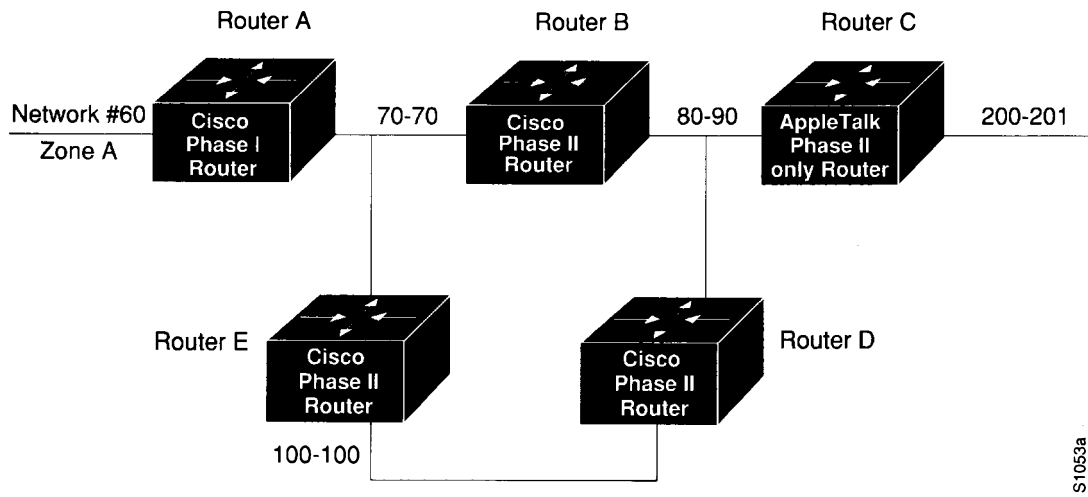 Router A
Router B
Router C
Network #60
Zone A
Cisco
Phase I
Router
70-70
Cisco
Phase II
Router
80-90
AppleTalk
Phase II
only Router
200-201
Router E
Cisco
Phase II
Router
Cisco
Phase II
Router
Router D
100-100
S1053a